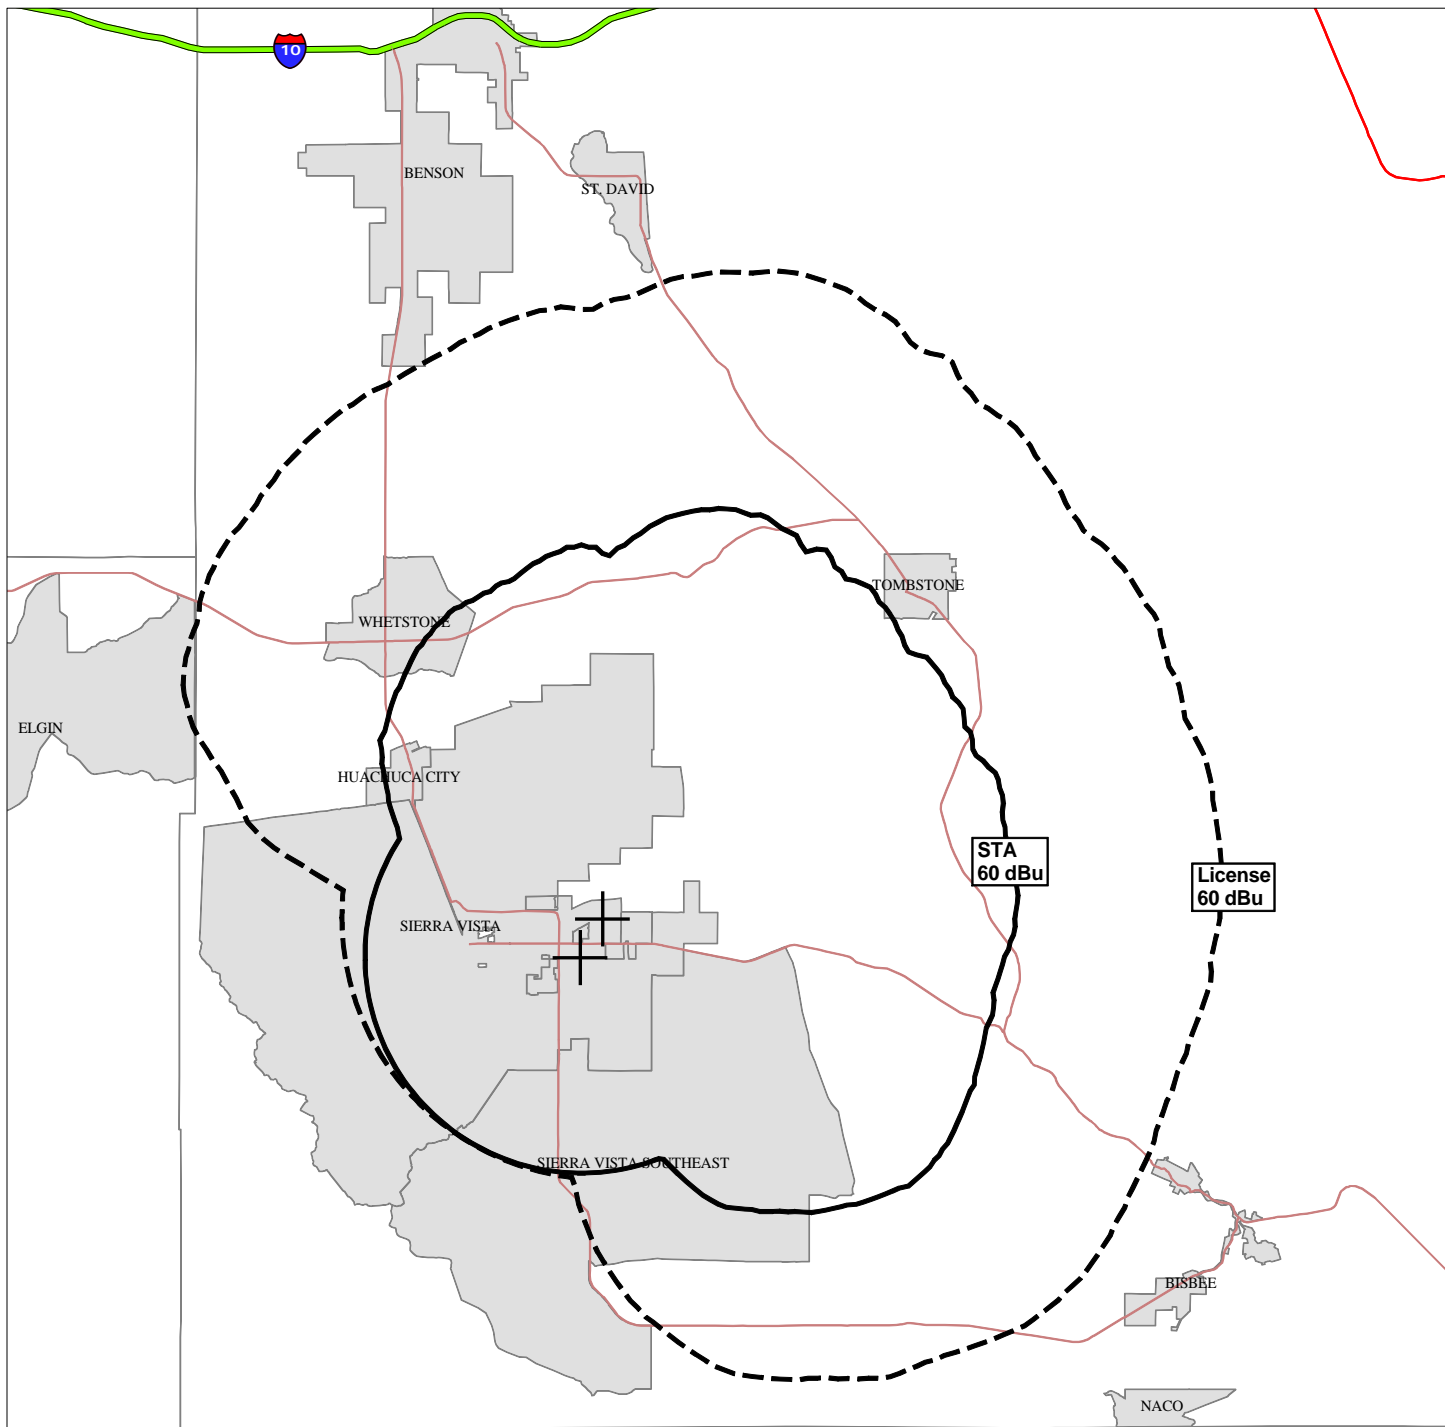 10
BENSON
ST. DAVID
TOMBSTONE
WHETSTONE
ELGIN
HUACHUCA CITY
STA
60 dBu
License
60 dBu
SIERRA VISTA
SIERRA VISTA SOUTHEAST
BISBEE
NACO